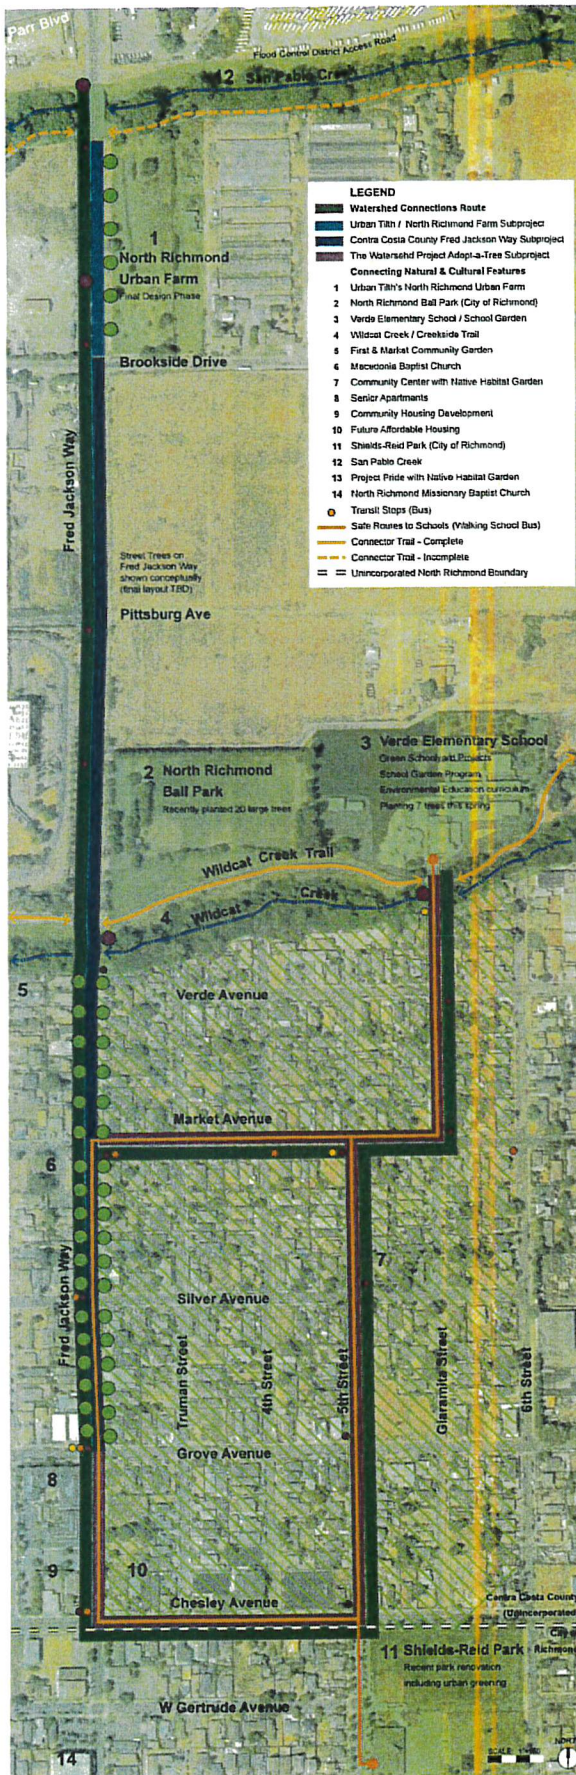 Parr Blvd
Flood Control District Access Road
12 San Pablo Creek
LEGEND
Watershed Connections Route
Urban Tilth / North Richmond Farm Subproject
Contra Costa County Fred Jackson Way Subproject
The Watersehd Project Adopt-a-Tree Subproject
Connecting Natural & Cultural Features
1 Urban Tilth's North Richmond Urban Farm
2 North Richmond Ball Park (City of Richmond)
3 Verde Elementary School / School Garden
4 Wildcat Creek / Creekside Trail
5 First & Market Community Garden
6 Macedonia Baptist Church
7 Community Center with Native Habitat Garden
8 Senior Apartments
9 Community Housing Development
10 Future Affordable Housing
11 Shields-Reid Park (City of Richmond)
12 San Pablo Creek
13 Project Pride with Native Habitat Garden
14 North Richmond Missionary Baptist Church
Transit Stops (Bus)
Safe Routes to Schools (Walking School Bus)
Connector Trail - Complete
Connector Trail - Incomplete
Unincorporated North Richmond Boundary
1
North Richmond
Urban Farm
Final Design Phase
Brookside Drive
Fred Jackson Way
Street Trees on
Fred Jackson Way
shown conceptually
(final layout TBD)
Pittsburg Ave
2 North Richmond
Ball Park
Recently planted 20 large trees
3 Verde Elementary School
Green Schoolyard Projects
School Garden Program
Environmental Education curriculum
Planting 7 trees this spring
Wildcat Creek Trail
4 Wildcat Creek
5
Verde Avenue
Market Avenue
6
7
Fred Jackson Way
Silver Avenue
Truman Street
4th Street
5th Street
Giaramita Street
6th Street
Grove Avenue
8
9
10
Chesley Avenue
Contra Costa County
(Unincorporated)
City of
Richmond
11 Shields-Reid Park
Recent park renovation
including urban greening
W Gertrude Avenue
14
NORTH